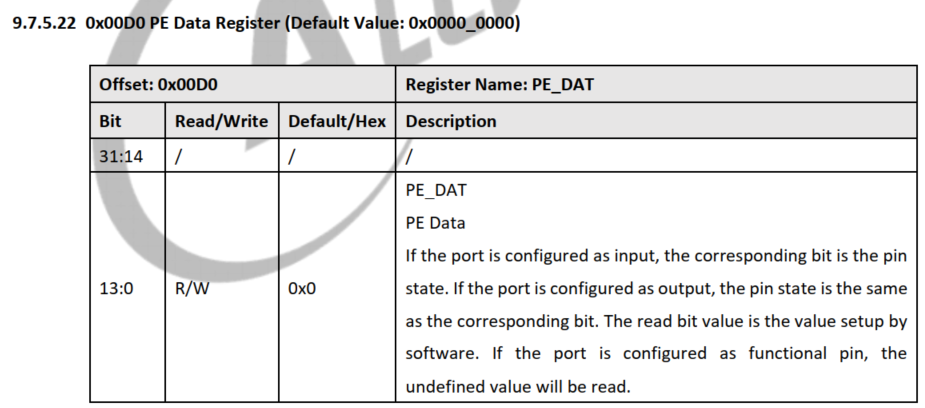 9.7.5.22 0x00D0 PE Data Register (Default Value: 0x0000_0000)
Offset: 0x00D0 Register Name: PE_DAT
Bit Read/Write Default/Hex Description
31:14 / / /
PE_DAT
PE Data
If the port is configured as input, the corresponding bit is the pin
13:0 R/W 0x0 state. If the port is configured as output, the pin state is the same
as the corresponding bit. The read bit value is the value setup by
software. If the port is configured as functional pin, the
undefined value will be read.